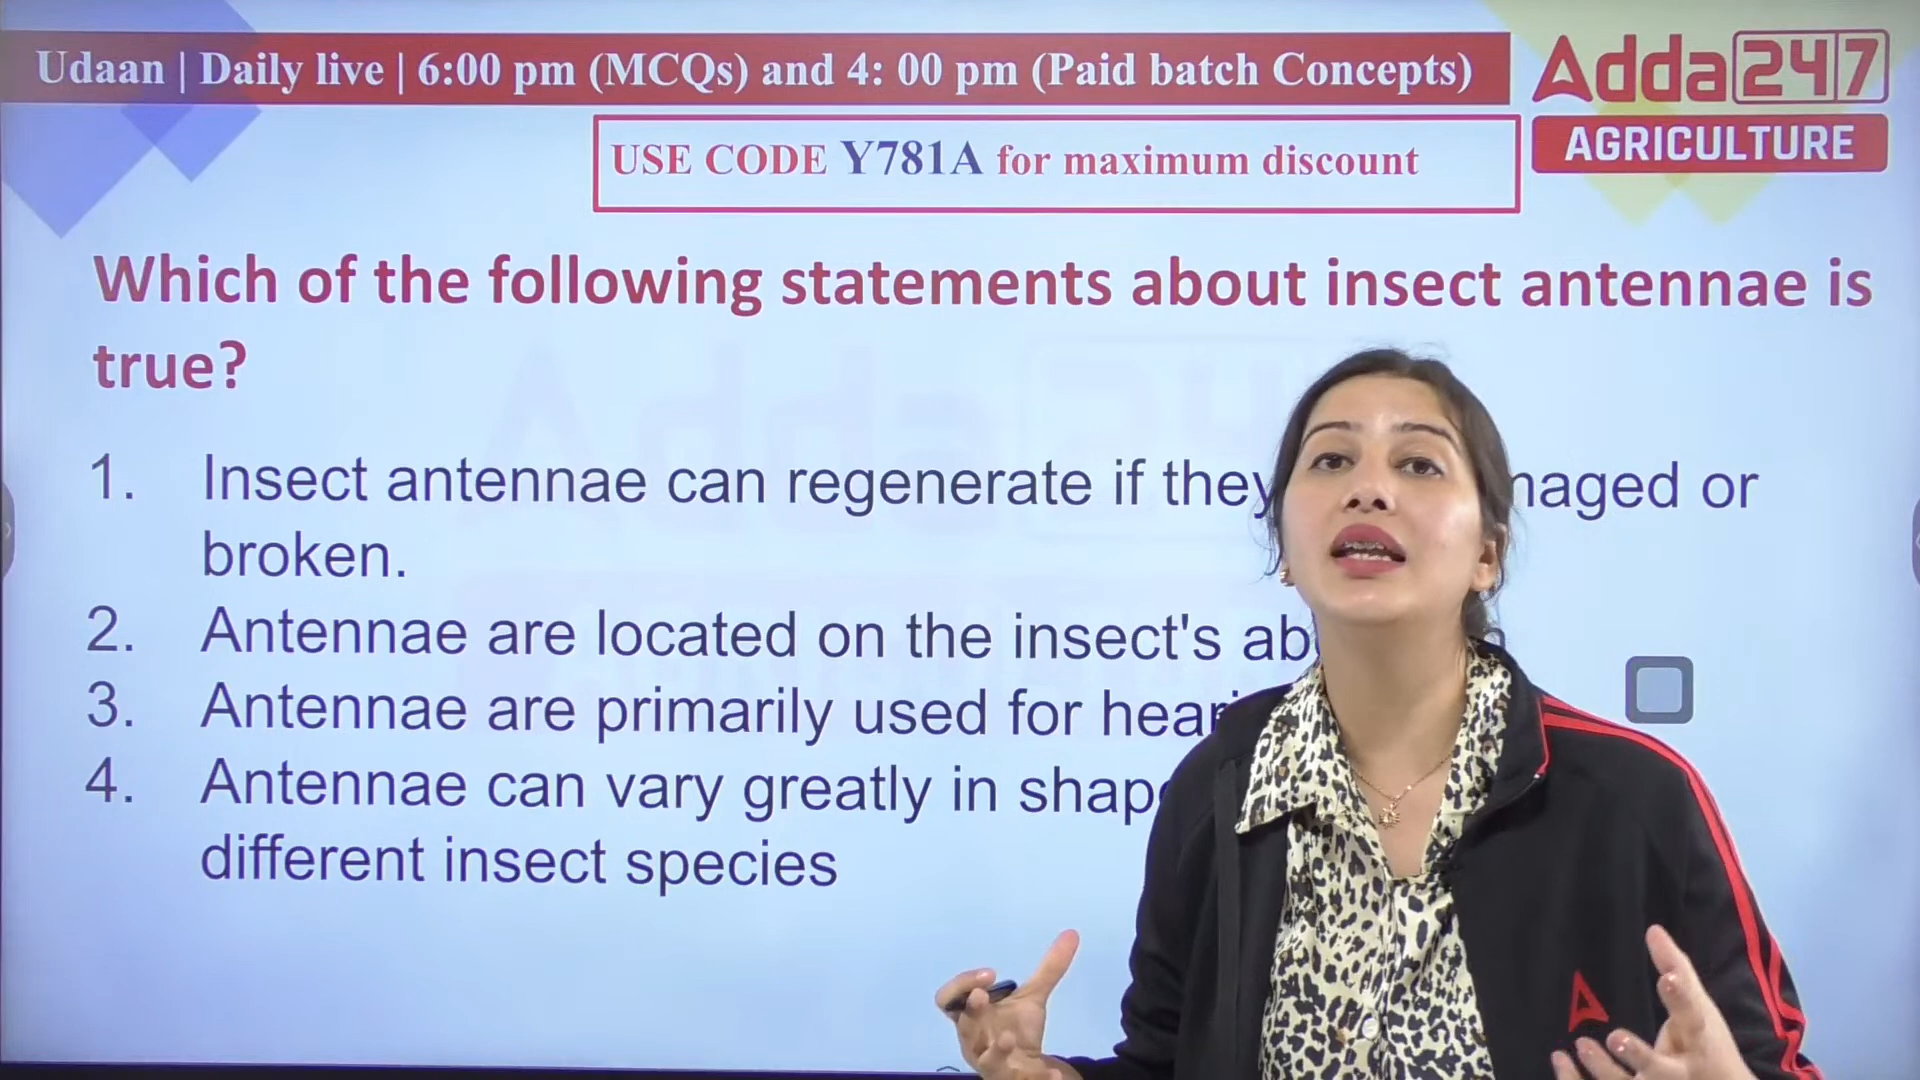 Udaan | Daily live | 6:00 pm (MCQs) and 4: 00 pm (Paid batch Concepts)
Adda247
AGRICULTURE
USE CODE Y781A for maximum discount
Which of the following statements about insect antennae is
true?
1. Insect antennae can regenerate if they or
broken.
2. Antennae are located on the insect's
3. Antennae are primarily used for
4. Antennae can vary greatly in
different insect species